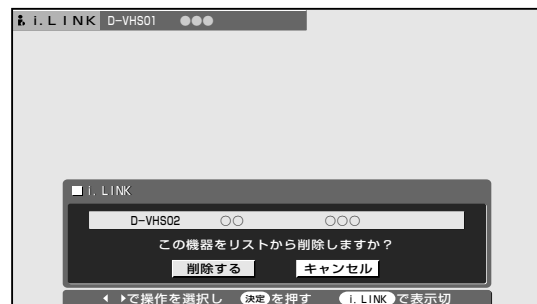 i.LINK D-VHS01 ●●●
i.LINK
D-VHS02 ○○ ○○○
この機器をリストから削除しますか？
削除する キャンセル
で操作を選択し 決定を押す i.LINKで表示切